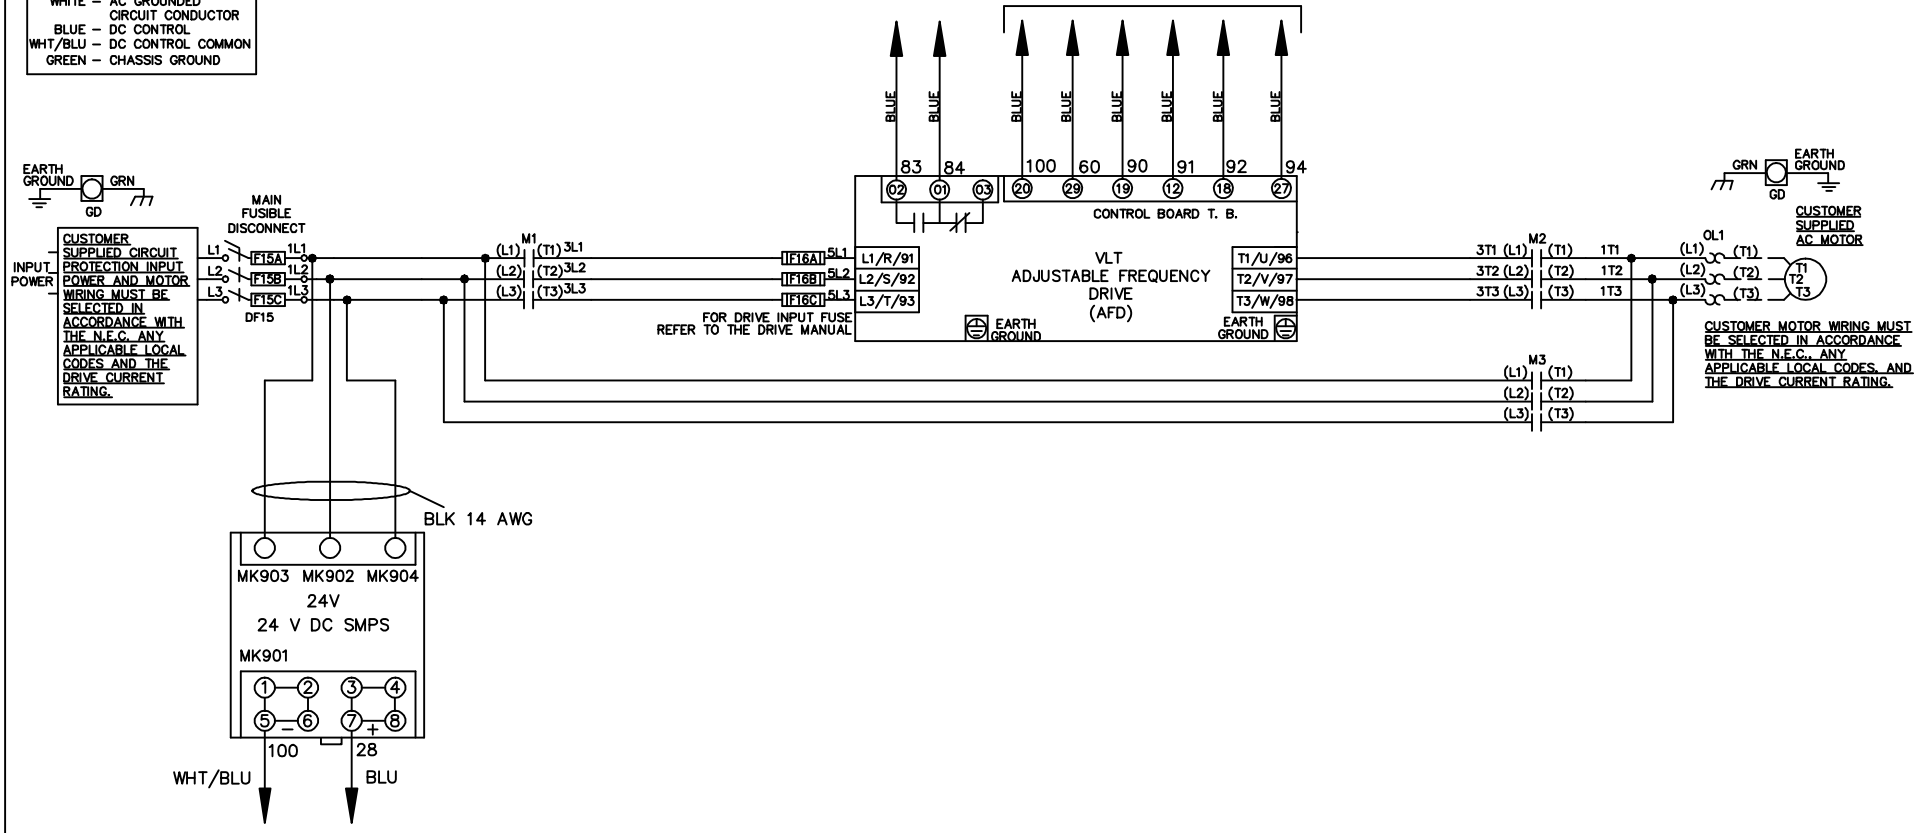 WHITE – AC GROUNDED
CIRCUIT CONDUCTOR
BLUE – DC CONTROL
WHT/BLU – DC CONTROL COMMON
GREEN – CHASSIS GROUND
BLUE
BLUE
BLUE
BLUE
BLUE
BLUE
BLUE
BLUE
83
84
100
60
90
91
92
94
02
01
03
20
29
19
12
18
27
CONTROL BOARD T. B.
EARTH
GROUND
GRN
GD
MAIN
FUSIBLE
DISCONNECT
INPUT
POWER
CUSTOMER
SUPPLIED CIRCUIT
PROTECTION INPUT
POWER AND MOTOR
WIRING MUST BE
SELECTED IN
ACCORDANCE WITH
THE N.E.C. ANY
APPLICABLE LOCAL
CODES AND THE
DRIVE CURRENT
RATING.
L1 F15A 1L1
L2 F15B 1L2
L3 F15C 1L3
DF15
M1
(L1) (T1) 3L1
(L2) (T2) 3L2
(L3) (T3) 3L3
F16A 5L1
F16B 5L2
F16C 5L3
FOR DRIVE INPUT FUSE
REFER TO THE DRIVE MANUAL
L1/R/91
L2/S/92
L3/T/93
VLT
ADJUSTABLE FREQUENCY
DRIVE
(AFD)
T1/U/96
T2/V/97
T3/W/98
EARTH
GROUND
EARTH
GROUND
M2
3T1 (L1) (T1) 1T1
3T2 (L2) (T2) 1T2
3T3 (L3) (T3) 1T3
OL1
(L1) (T1)
(L2) (T2)
(L3) (T3)
T1
T2
T3
GRN
EARTH
GROUND
GD
CUSTOMER
SUPPLIED
AC MOTOR
CUSTOMER MOTOR WIRING MUST
BE SELECTED IN ACCORDANCE
WITH THE N.E.C., ANY
APPLICABLE LOCAL CODES, AND
THE DRIVE CURRENT RATING.
M3
(L1) (T1)
(L2) (T2)
(L3) (T3)
BLK 14 AWG
MK903 MK902 MK904
24V
24 V DC SMPS
MK901
1 2 3 4
5 6 7 8
– +
100
28
WHT/BLU
BLU